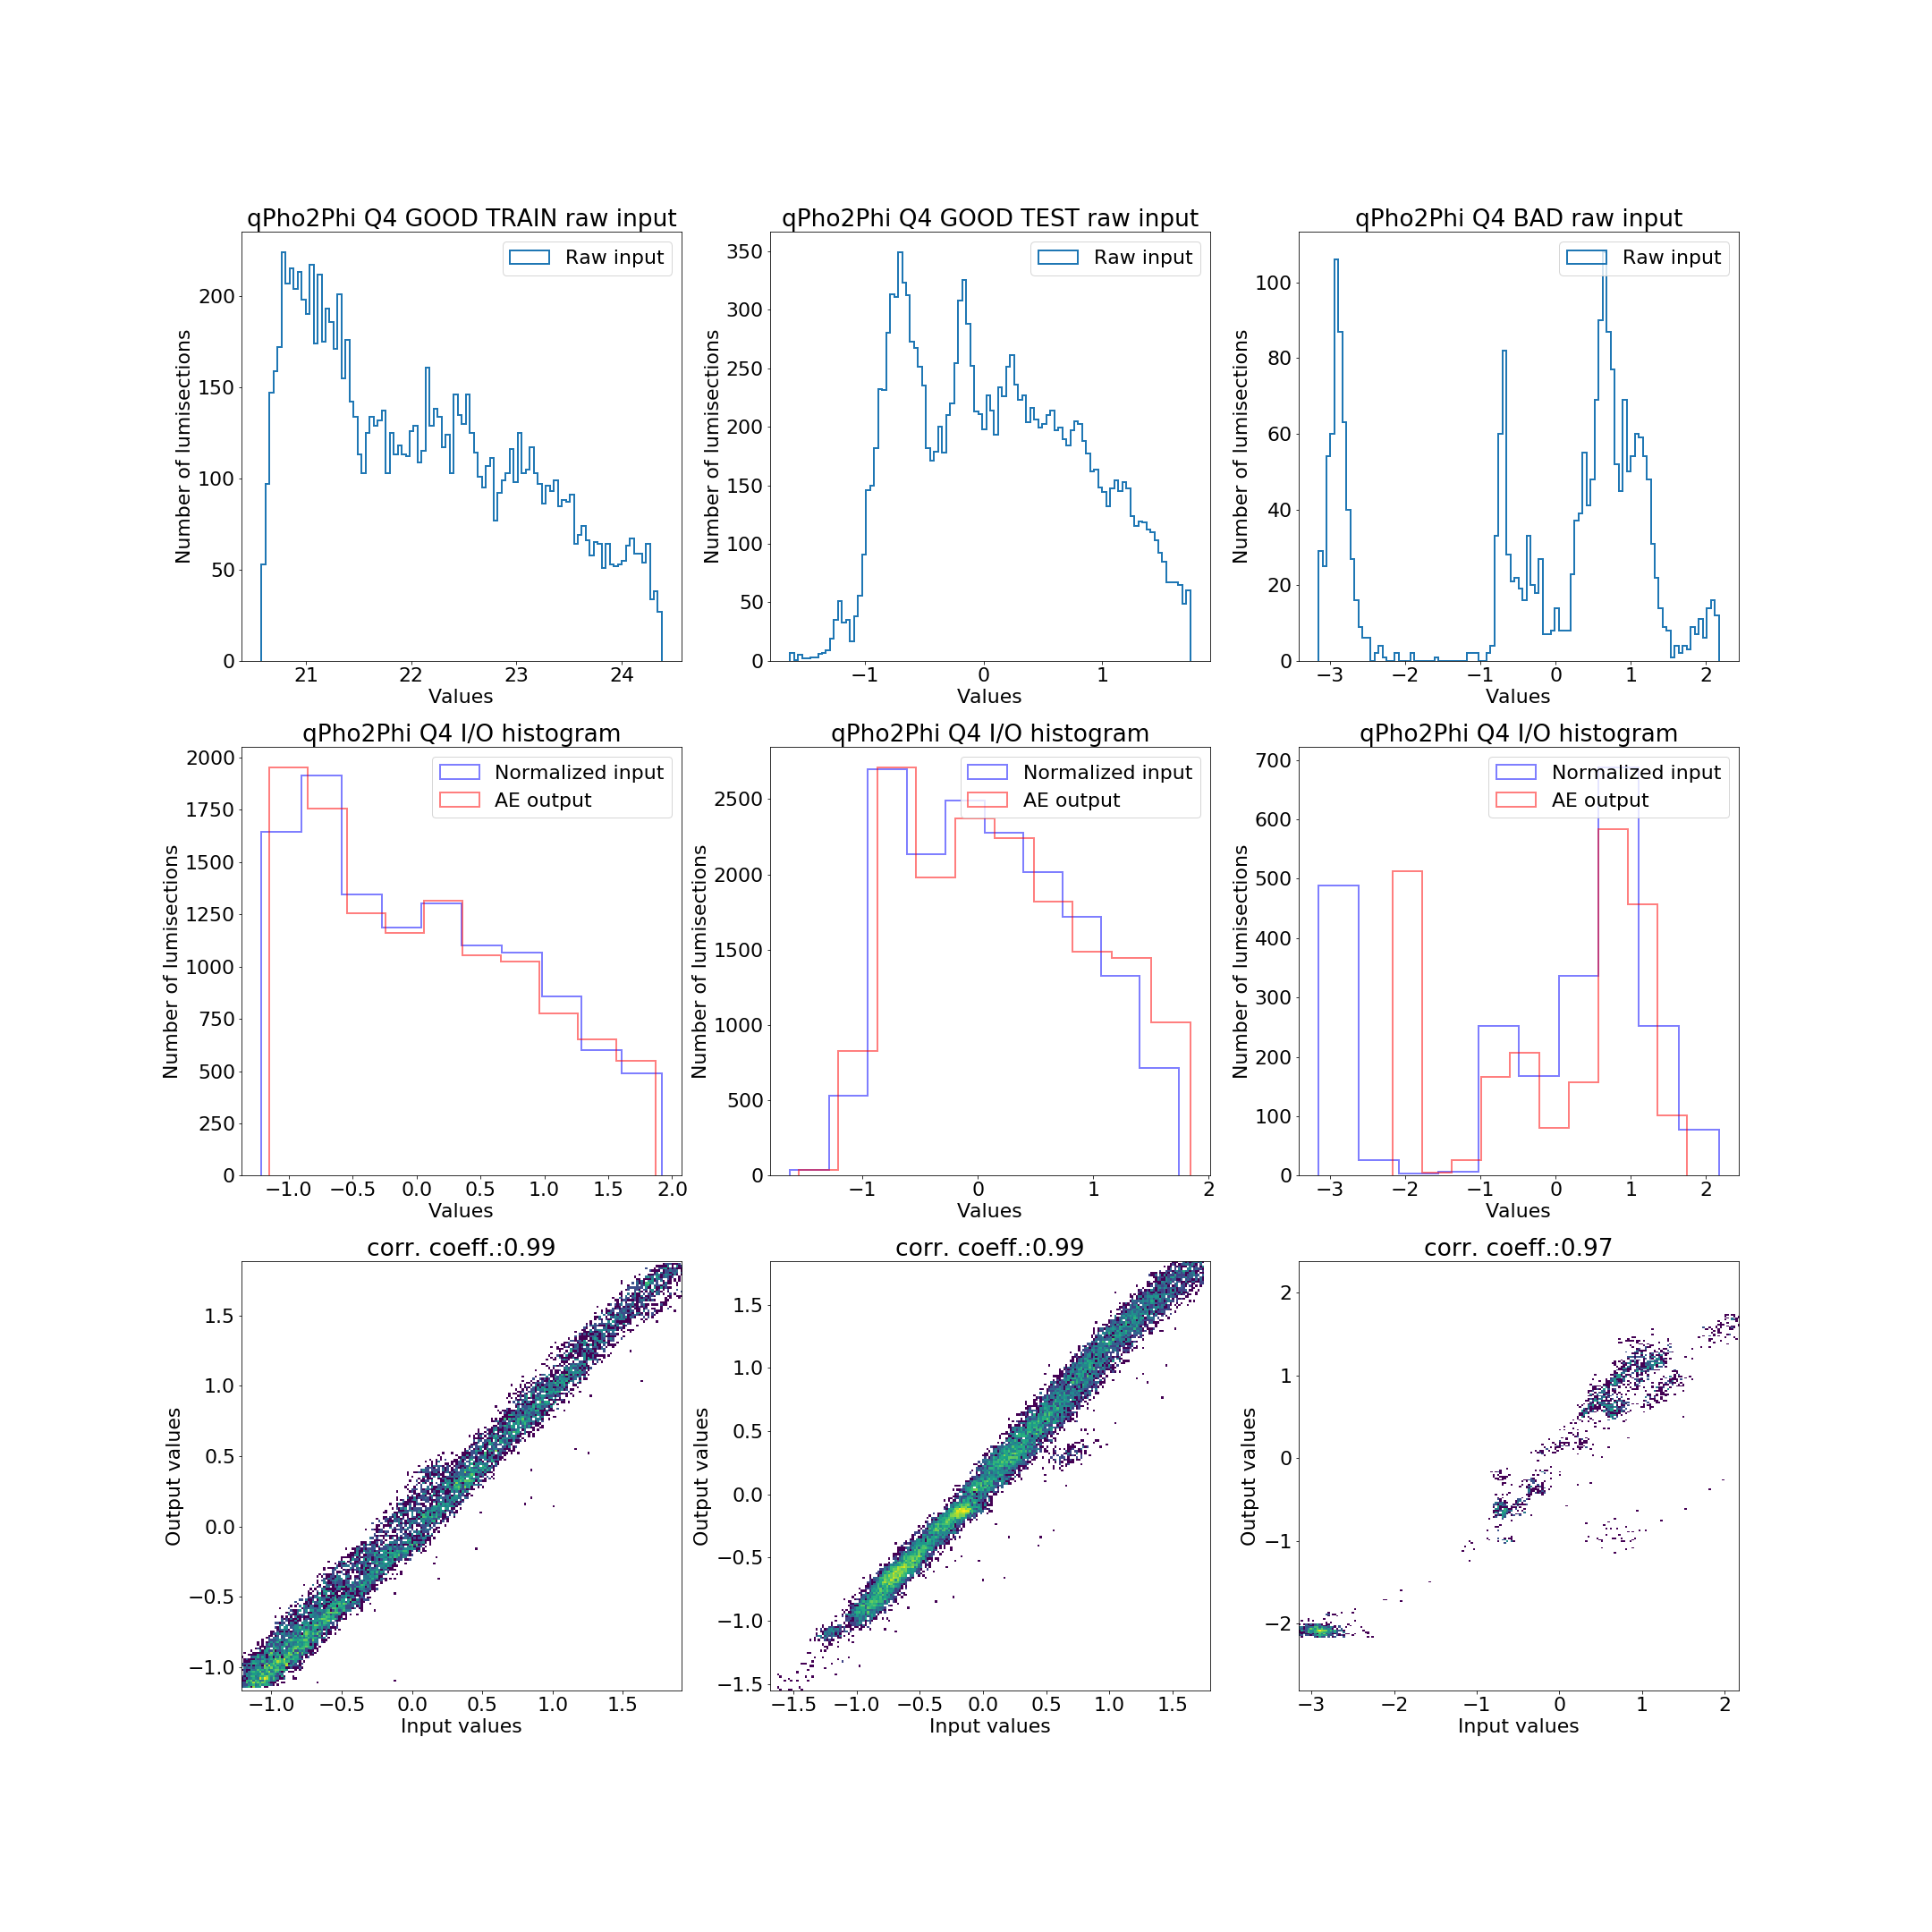 qPho2Phi Q4 GOOD TRAIN raw input
Raw input
200
150
100
50
0
21 22 23 24
Number of lumisections
Values
qPho2Phi Q4 GOOD TEST raw input
Raw input
350
300
250
200
150
100
50
0
−1 0 1
Number of lumisections
Values
qPho2Phi Q4 BAD raw input
Raw input
100
80
60
40
20
0
−3 −2 −1 0 1 2
Number of lumisections
Values
qPho2Phi Q4 I/O histogram
Normalized input
AE output
2000
1750
1500
1250
1000
750
500
250
0
−1.0 −0.5 0.0 0.5 1.0 1.5 2.0
Number of lumisections
Values
qPho2Phi Q4 I/O histogram
Normalized input
AE output
2500
2000
1500
1000
500
0
−1 0 1 2
Number of lumisections
Values
qPho2Phi Q4 I/O histogram
Normalized input
AE output
700
600
500
400
300
200
100
0
−3 −2 −1 0 1 2
Number of lumisections
Values
corr. coeff.:0.99
1.5
1.0
0.5
0.0
−0.5
−1.0
−1.0 −0.5 0.0 0.5 1.0 1.5
Output values
Input values
corr. coeff.:0.99
1.5
1.0
0.5
0.0
−0.5
−1.0
−1.5
−1.5 −1.0 −0.5 0.0 0.5 1.0 1.5
Output values
Input values
corr. coeff.:0.97
2
1
0
−1
−2
−3 −2 −1 0 1 2
Output values
Input values